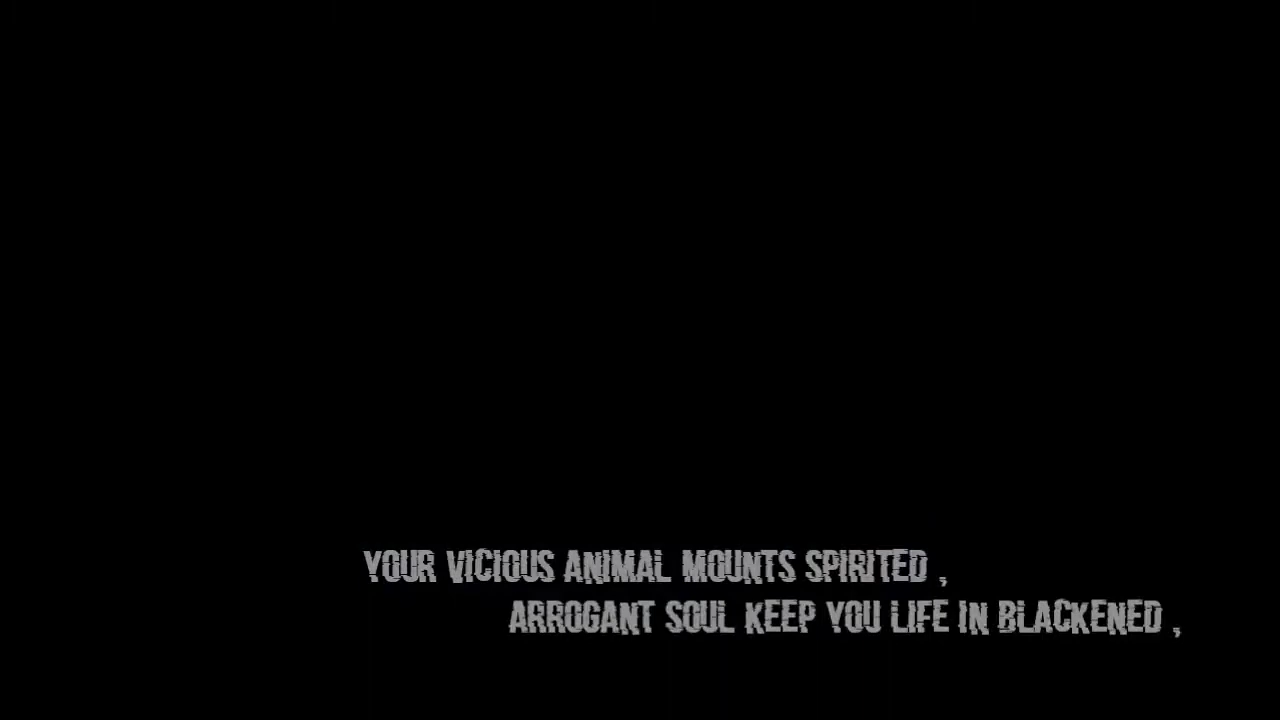 YOUR VICIOUS ANIMAL MOUNTS SPIRITED ,
ARROGANT SOUL KEEP YOU LIFE IN BLACKENED ,